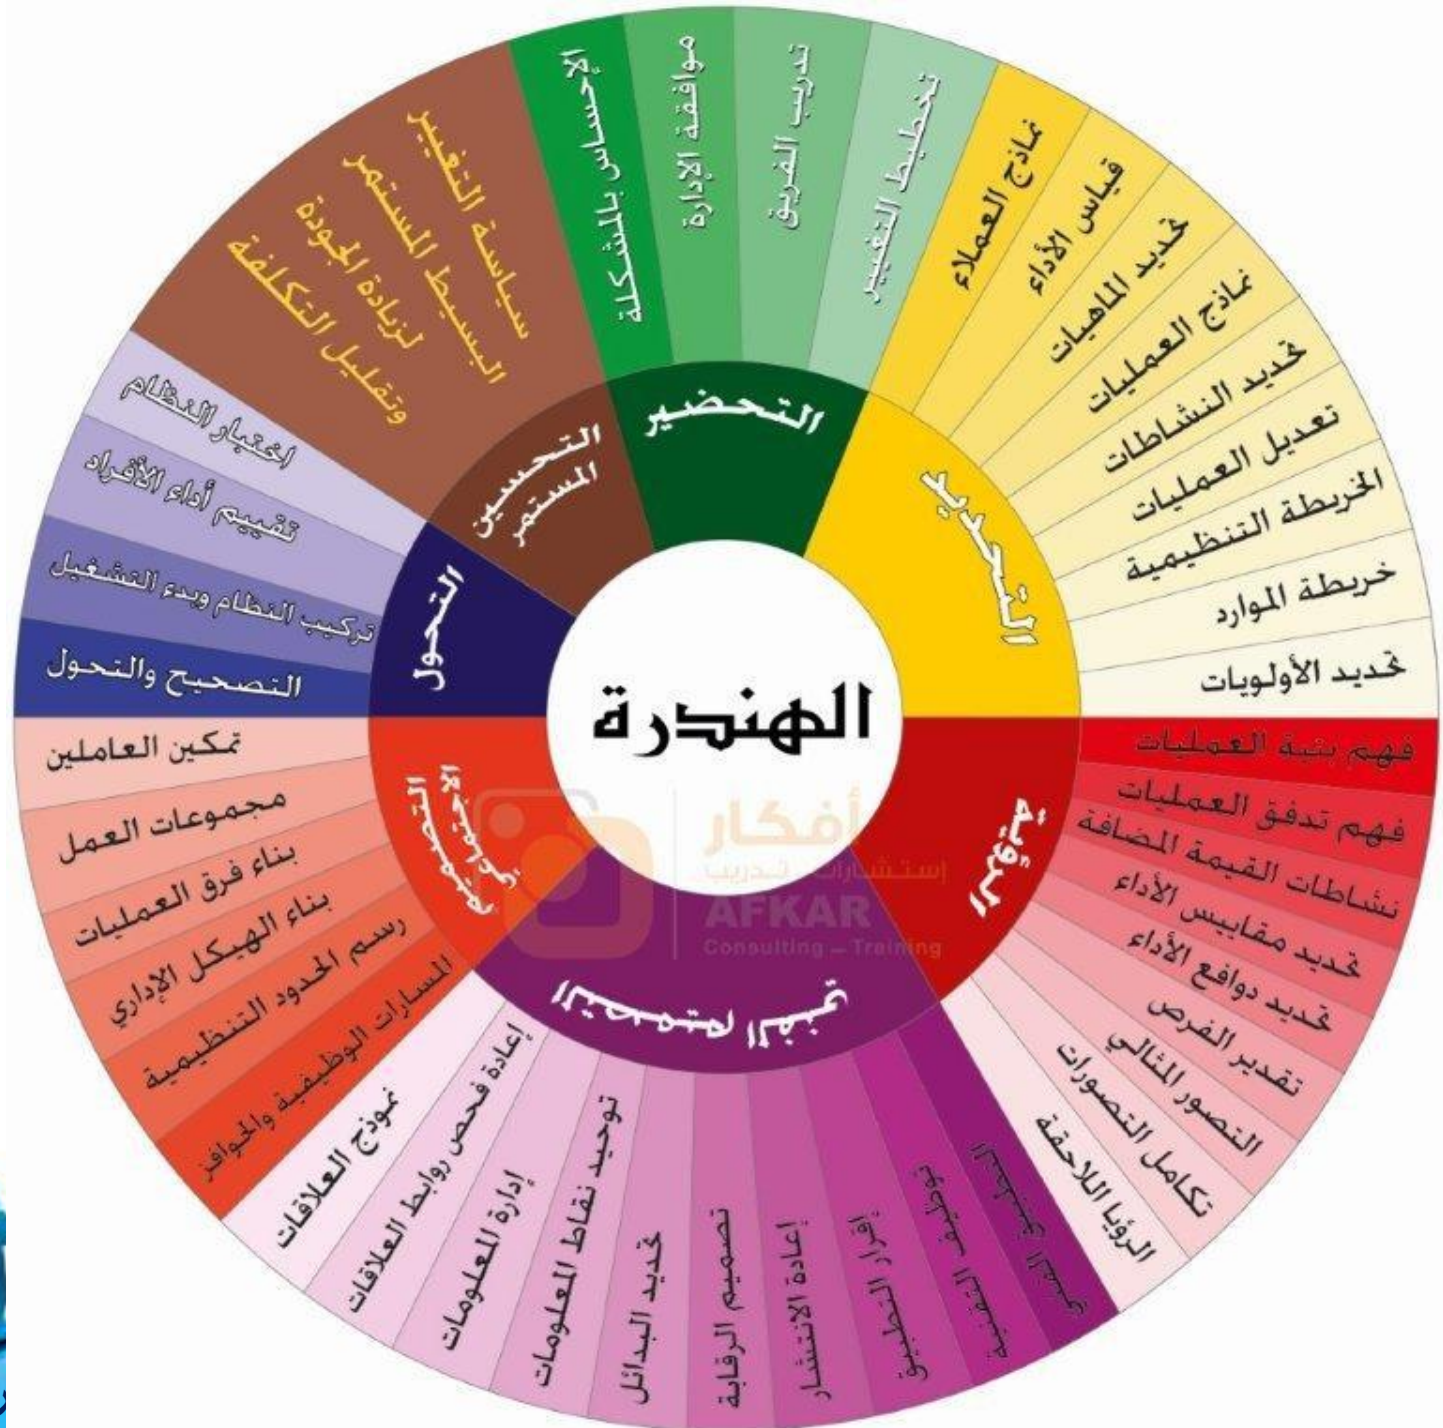 الهندرة
التحضير
الإحساس بالمشكلة
موافقة الإدارة
تدريب الفريق
تخطيط التغيير
التحديد
نماذج العملاء
قياس الأداء
تحديد الماهيات
نماذج العمليات
تحديد النشاطات
تعديل العمليات
الخريطة التنظيمية
خريطة الموارد
تحديد الأولويات
الرؤية
فهم بنية العمليات
فهم تدفق العمليات
نشاطات القيمة المضافة
تحديد مقاييس الأداء
تحديد دوافع الأداء
تقدير الفرص
التصور المثالي
تكامل التصورات
الرؤيا اللاحقة
التصميم الفني
التطبيق الفني
توظيف التقنية
إقرار التطبيق
إعادة الانتشار
تصميم الرقابة
تحديد البدائل
توحيد نقاط المعلومات
إدارة المعلومات
إعادة فحص روابط العلاقات
نموذج العلاقات
التصميم
الاجتماعي
المسارات الوظيفية والحوافز
رسم الحدود التنظيمية
بناء الهيكل الإداري
بناء فرق العمليات
مجموعات العمل
تمكين العاملين
التحول
التصحيح والتحول
تركيب النظام وبدء التشغيل
تقييم أداء الأفراد
اختبار النظام
التحسين
المستمر
سياسة التغيير
البسيط المستمر
لزيادة الجودة
وتقليل التكلفة
أفكار
إستشارات - تدريب
AFKAR
Consulting – Training